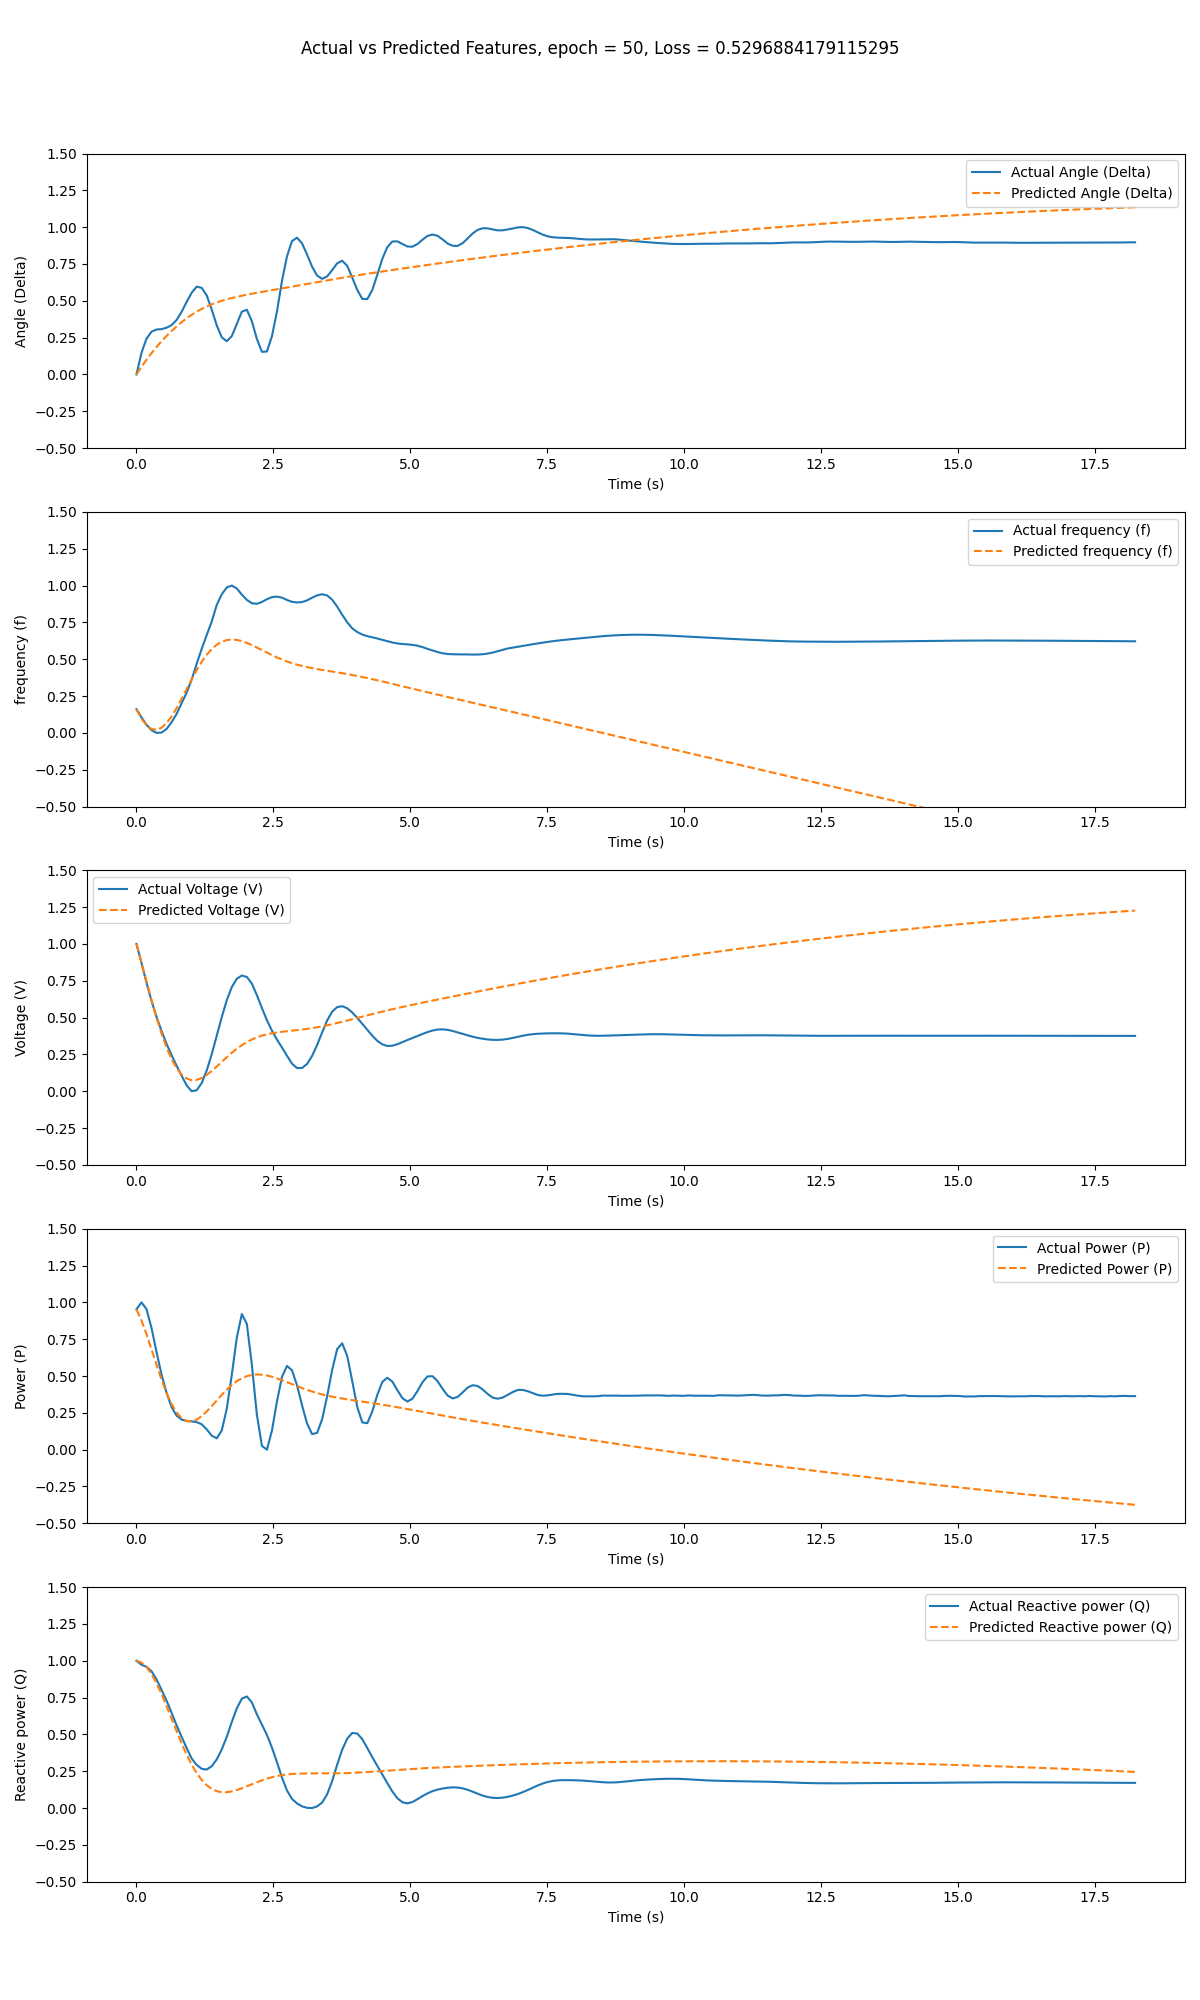 Actual vs Predicted Features, epoch = 50, Loss = 0.5296884179115295
1.50
1.25
1.00
0.75
0.50
0.25
0.00
−0.25
−0.50
Angle (Delta)
Actual Angle (Delta)
Predicted Angle (Delta)
0.0 2.5 5.0 7.5 10.0 12.5 15.0 17.5
Time (s)
1.50
1.25
1.00
0.75
0.50
0.25
0.00
−0.25
−0.50
frequency (f)
Actual frequency (f)
Predicted frequency (f)
0.0 2.5 5.0 7.5 10.0 12.5 15.0 17.5
Time (s)
1.50
1.25
1.00
0.75
0.50
0.25
0.00
−0.25
−0.50
Voltage (V)
Actual Voltage (V)
Predicted Voltage (V)
0.0 2.5 5.0 7.5 10.0 12.5 15.0 17.5
Time (s)
1.50
1.25
1.00
0.75
0.50
0.25
0.00
−0.25
−0.50
Power (P)
Actual Power (P)
Predicted Power (P)
0.0 2.5 5.0 7.5 10.0 12.5 15.0 17.5
Time (s)
1.50
1.25
1.00
0.75
0.50
0.25
0.00
−0.25
−0.50
Reactive power (Q)
Actual Reactive power (Q)
Predicted Reactive power (Q)
0.0 2.5 5.0 7.5 10.0 12.5 15.0 17.5
Time (s)